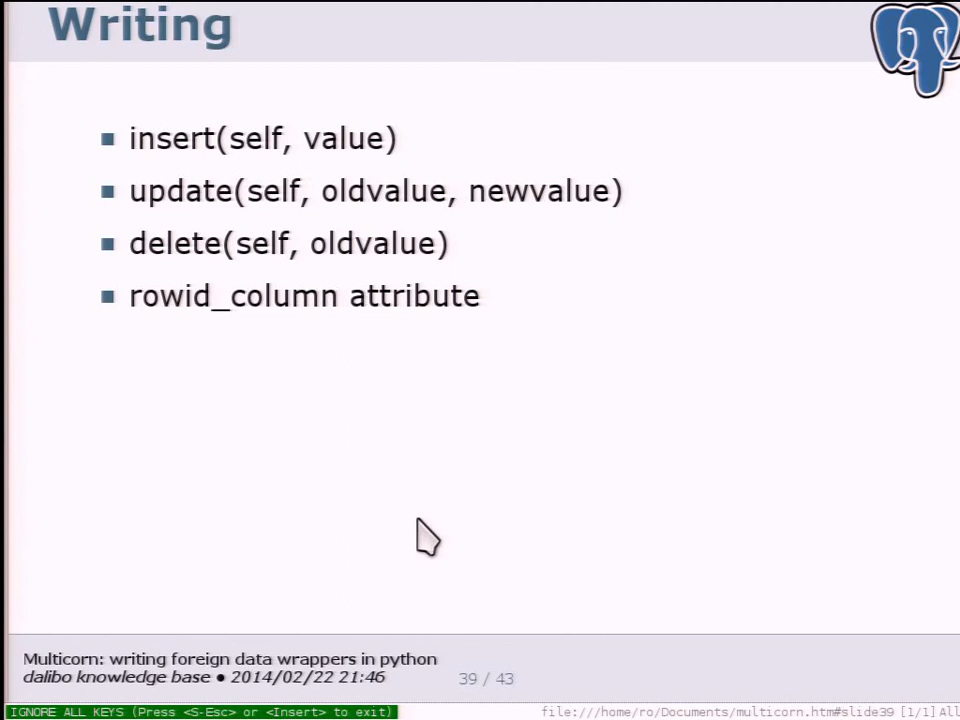 Writing
insert(self, value)
update(self, oldvalue, newvalue)
delete(self, oldvalue)
rowid_column attribute
Multicorn: writing foreign data wrappers in python
dalibo knowledge base • 2014/02/22 21:46
39 / 43
IGNORE ALL KEYS (Press <S-Esc> or <Insert> to exit)
file:///home/ro/Documents/multicorn.htm#slide39 [1/1] All